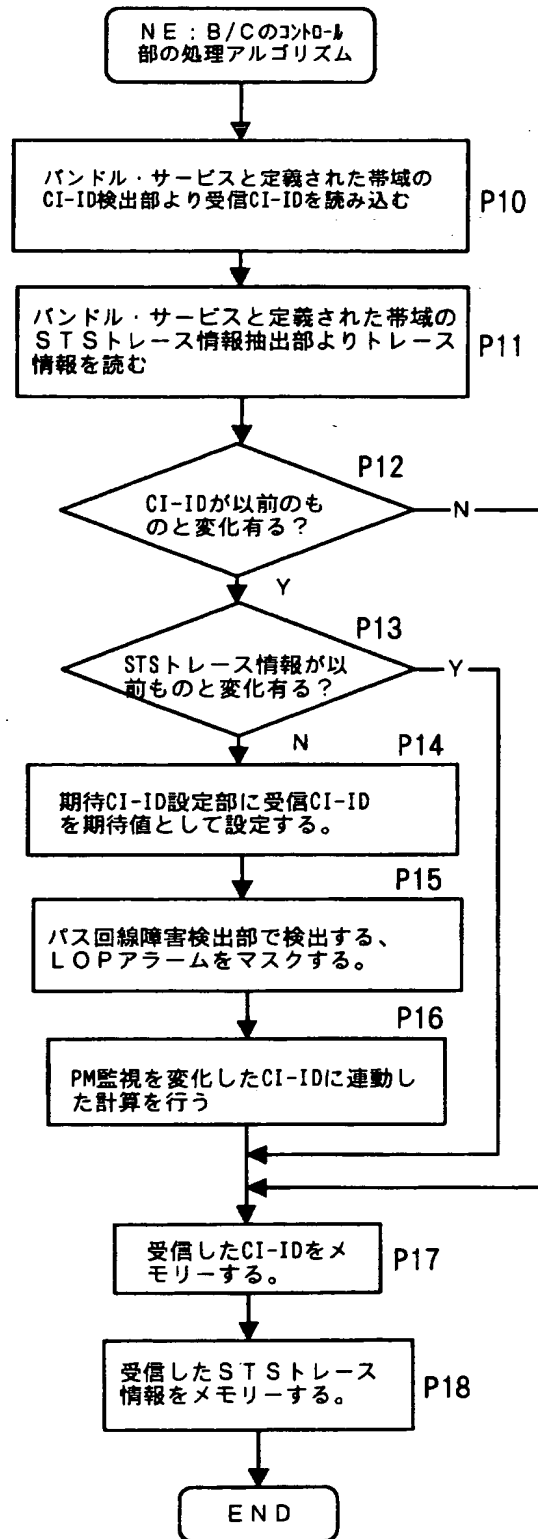 NE：B/Cのｺﾝﾄﾛｰﾙ
部の処理アルゴリズム
バンドル・サービスと定義された帯域の
CI-ID検出部より受信CI-IDを読み込む
P10
バンドル・サービスと定義された帯域の
STSトレース情報抽出部よりトレース
情報を読む
P11
P12
CI-IDが以前のも
のと変化有る？
N
Y
P13
STSトレース情報が以
前ものと変化有る？
Y
N
P14
期待CI-ID設定部に受信CI-ID
を期待値として設定する。
P15
パス回線障害検出部で検出する、
LOPアラームをマスクする。
P16
PM監視を変化したCI-IDに連動し
た計算を行う
受信したCI-IDをメ
モリーする。
P17
受信したSTSトレース
情報をメモリーする。
P18
END